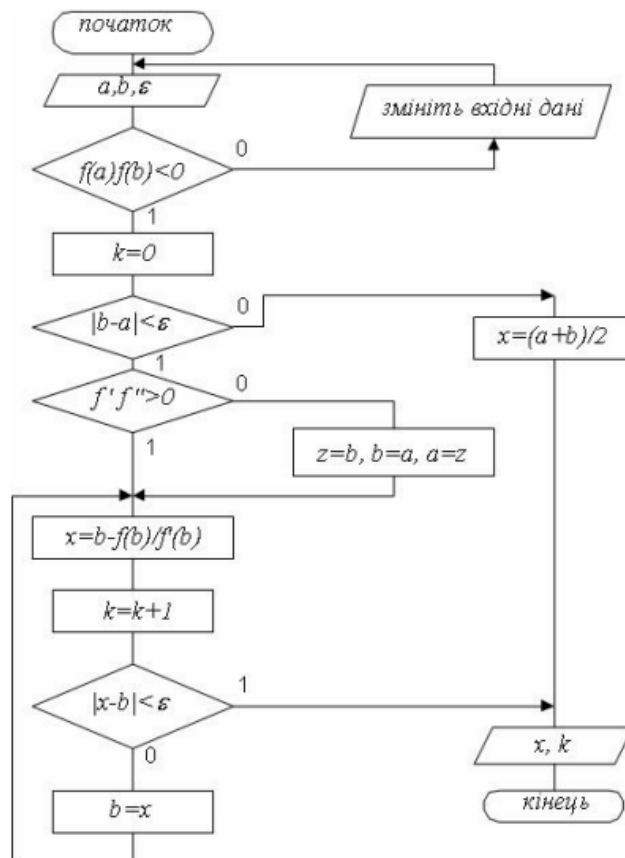 початок
a,b,ε
змініть вхідні дані
f(a)f(b)<0
0
1
k=0
|b-a|<ε
0
1
x=(a+b)/2
f' f''>0
0
1
z=b, b=a, a=z
x=b-f(b)/f'(b)
k=k+1
|x-b|<ε
1
0
x, k
b=x
кінець